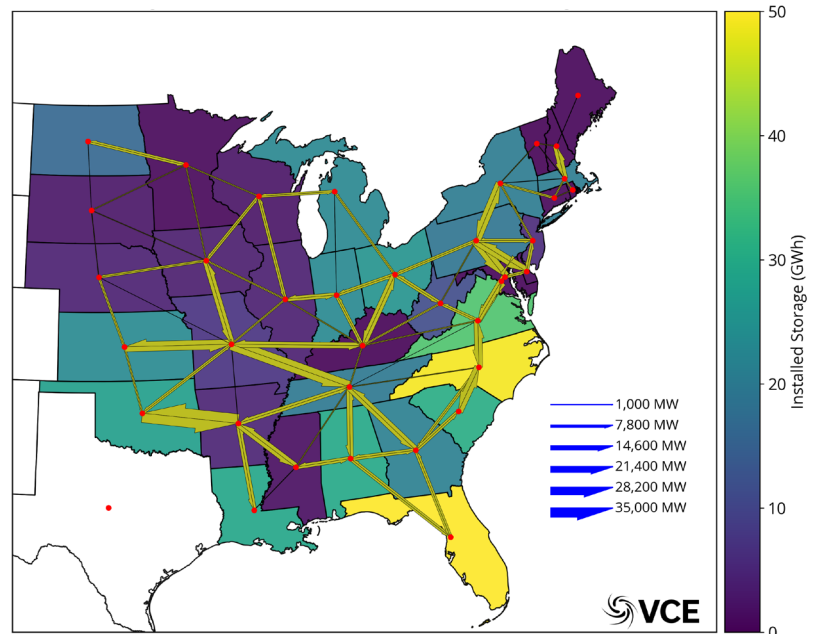 50
40
30
20
10
0
Installed Storage (GWh)
1,000 MW
7,800 MW
14,600 MW
21,400 MW
28,200 MW
35,000 MW
VCE